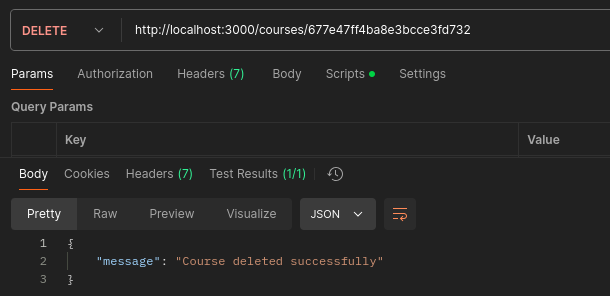 DELETE http://localhost:3000/courses/677e47ff4ba8e3bcce3fd732
Params Authorization Headers (7) Body Scripts Settings
Query Params
Key Value
Body Cookies Headers (7) Test Results (1/1)
Pretty Raw Preview Visualize JSON
1 {
2 "message": "Course deleted successfully"
3 }